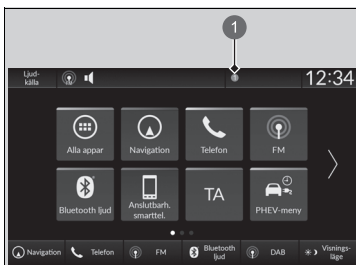 1
Ljud-
källa
12:34
Alla appar
Navigation
Telefon
FM
Bluetooth ljud
Anslutbarh.
smarttel.
TA
PHEV-meny
Navigation
Telefon
FM
Bluetooth
ljud
DAB
Visnings-
läge